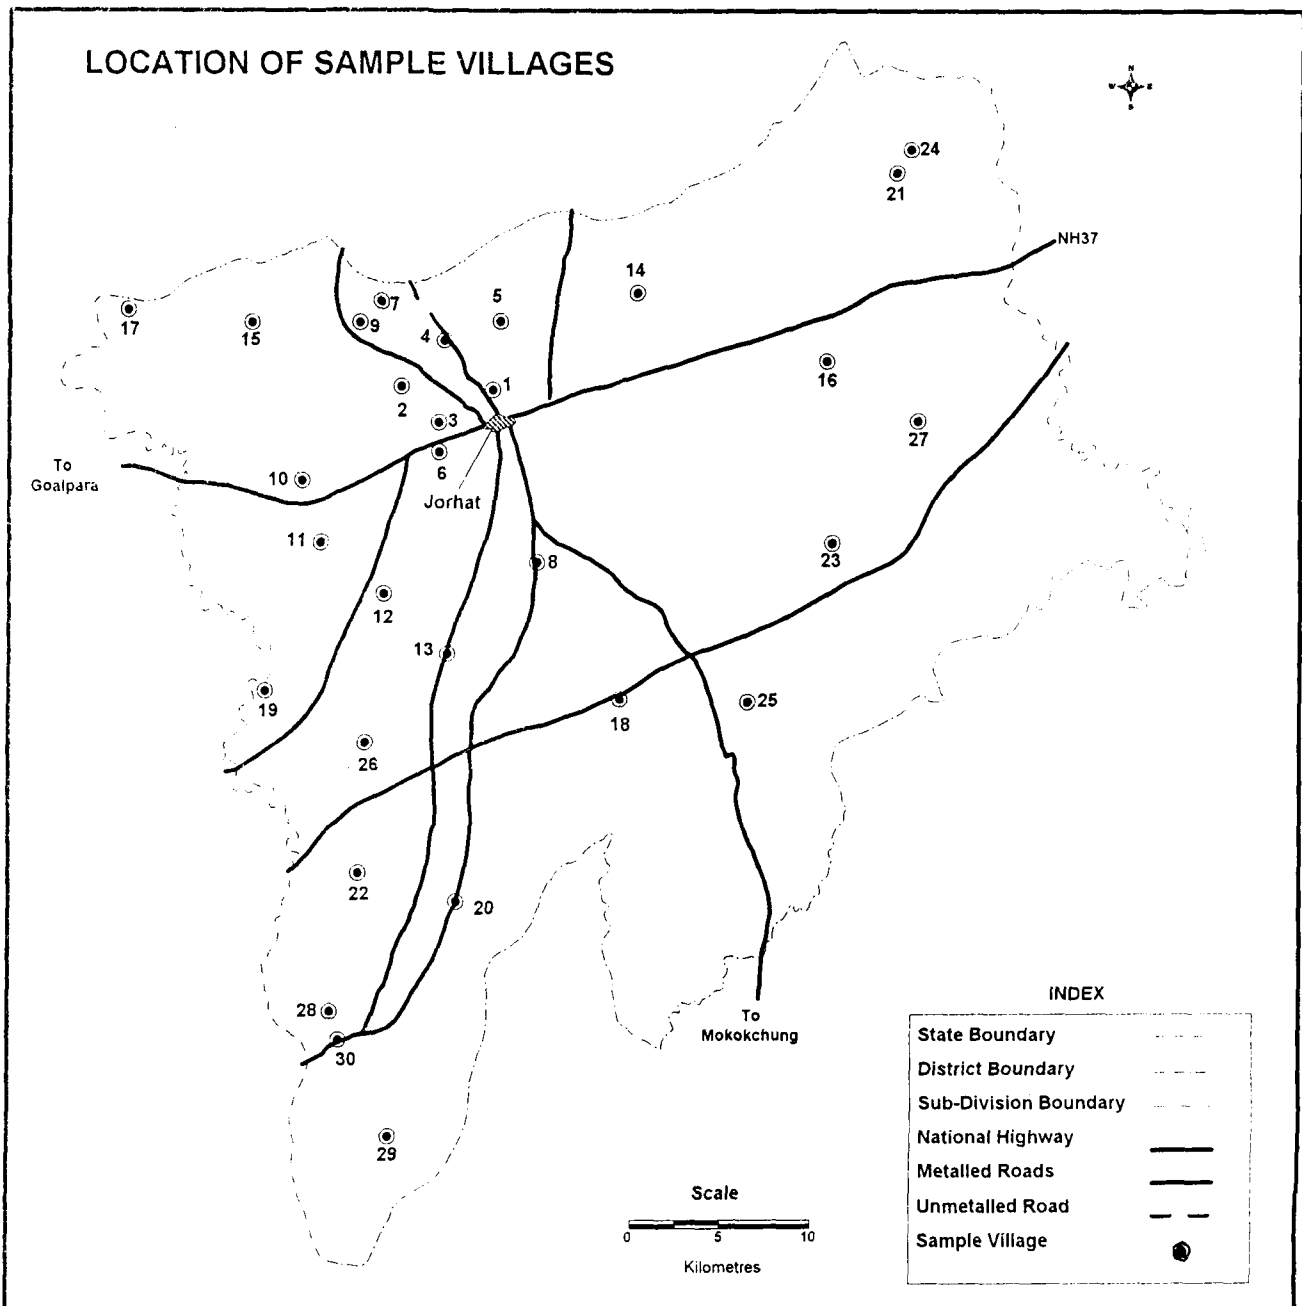 LOCATION OF SAMPLE VILLAGES
N
W E
S
24
21
NH37
14
5
7
17
15
9
4
16
1
2
3
27
6
To
Goalpara
10
Jorhat
11
8
23
12
13
19
18
25
26
22
20
28
To
Mokokchung
30
29
INDEX
State Boundary
District Boundary
Sub-Division Boundary
National Highway
Metalled Roads
Unmetalled Road
Sample Village
Scale
0 5 10
Kilometres